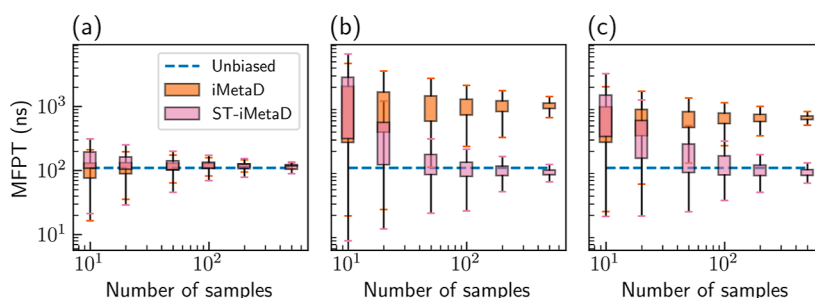 (a)
(b)
(c)
MFPT (ns)
10³
10²
10¹
Unbiased
iMetaD
ST-iMetaD
10¹
10²
10¹
10²
10¹
10²
Number of samples
Number of samples
Number of samples